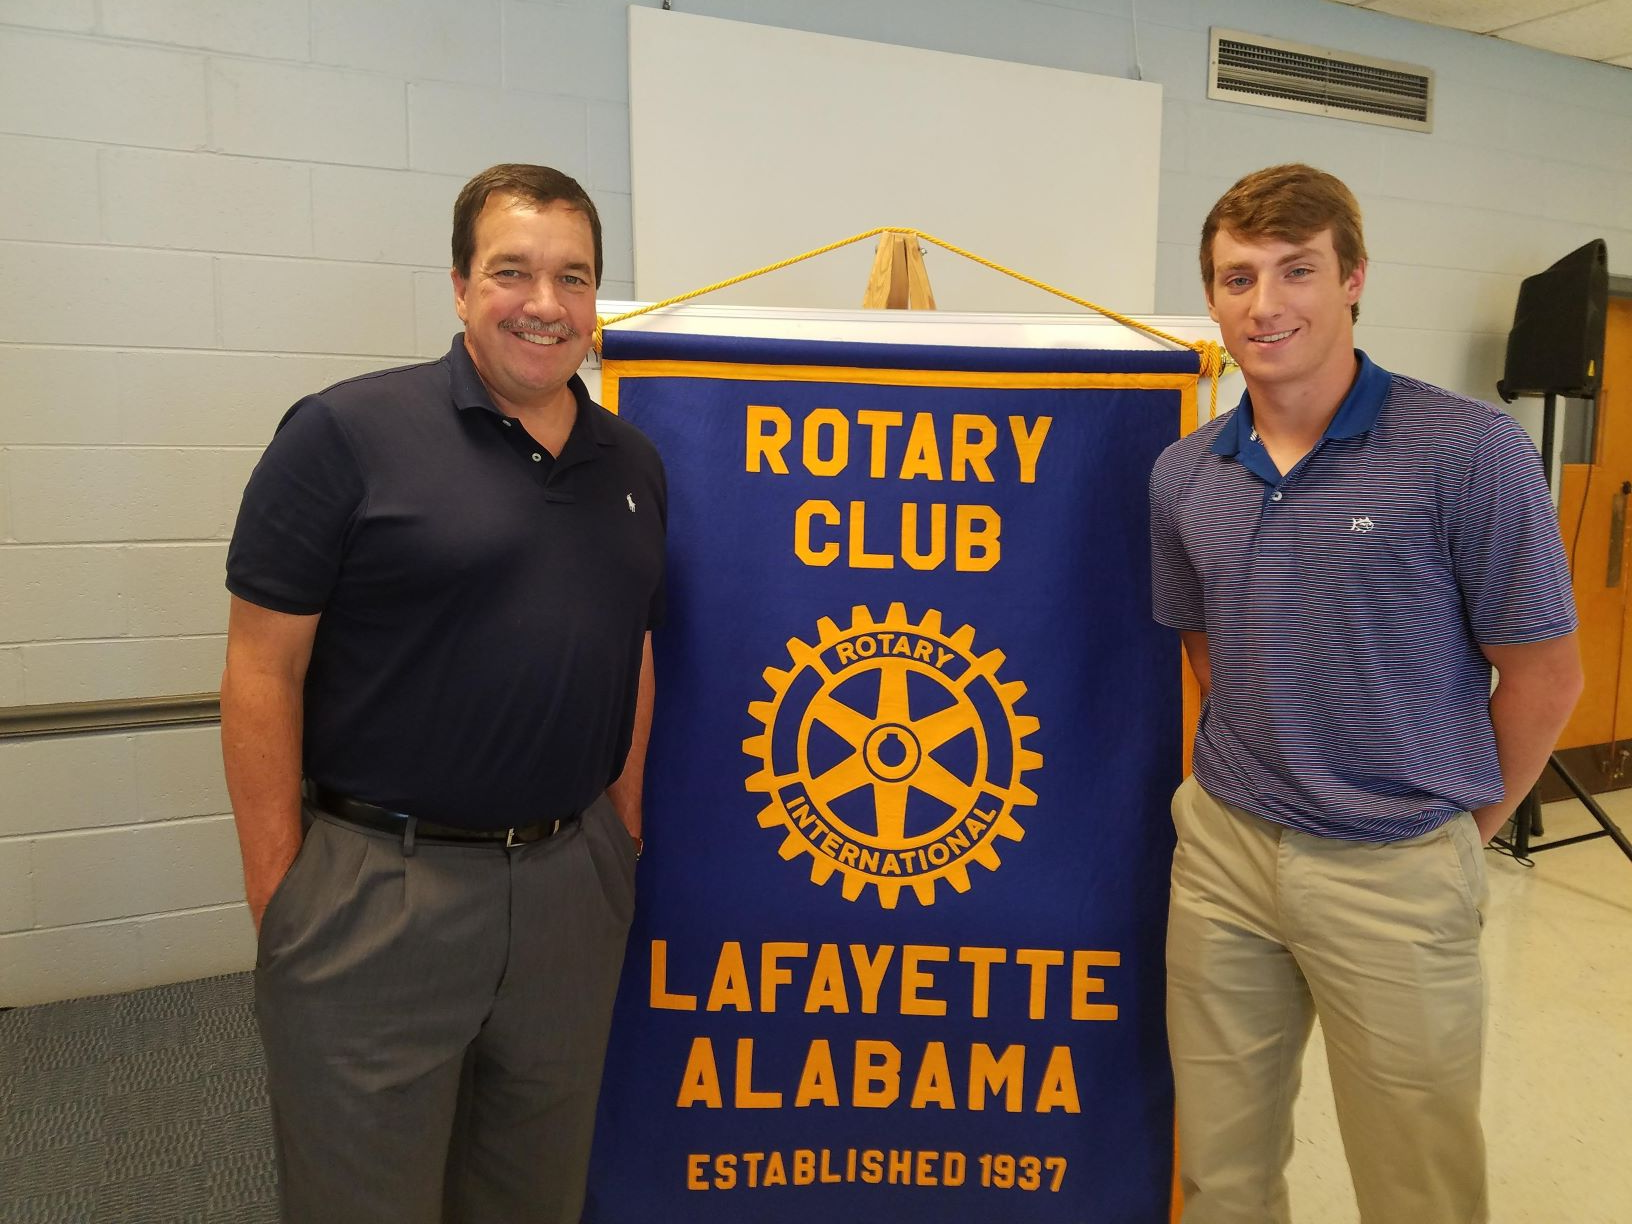 ROTARY
CLUB
ROTARY
INTERNATIONAL
LAFAYETTE
ALABAMA
ESTABLISHED 1937